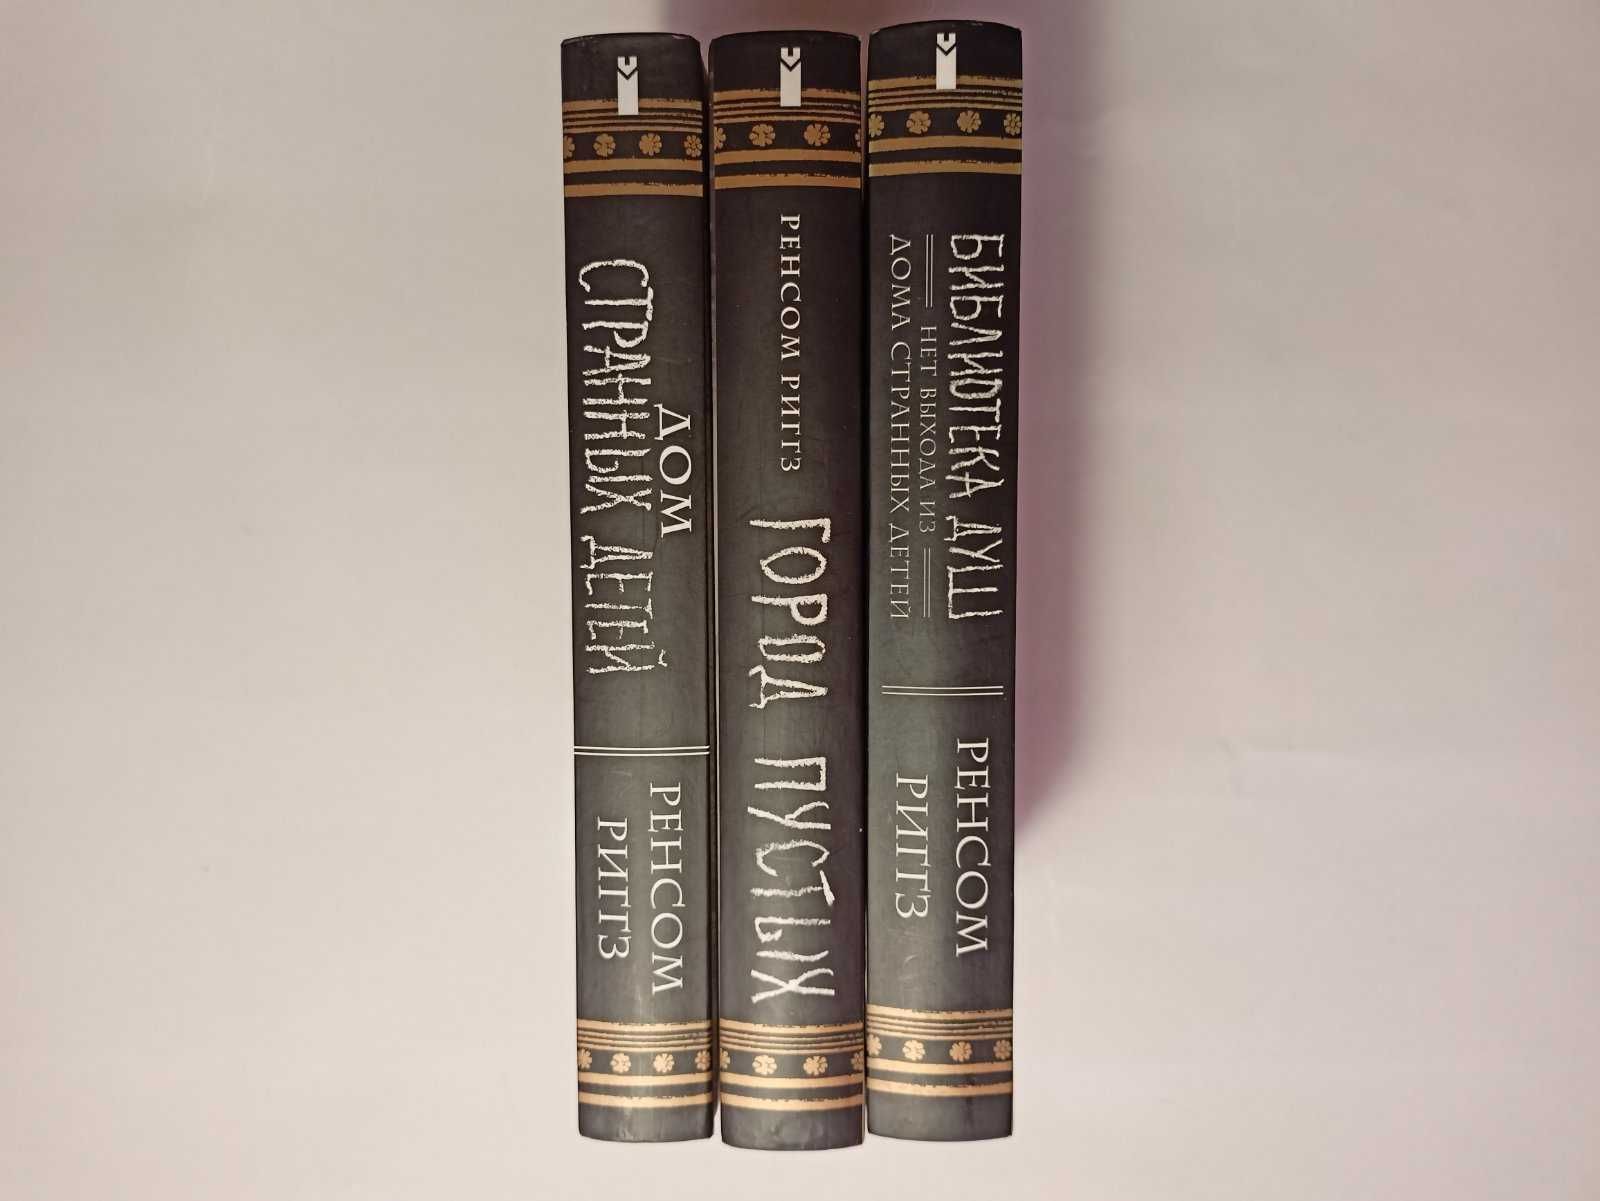 ДОМ
СТРАННЫХ ДЕТЕЙ
РЕНСОМ
РИГГЗ
РЕНСОМ РИГГЗ
ГОРОД ПУСТЫХ
БИБЛИОТЕКА ДУШ
НЕТ ВЫХОДА ИЗ
ДОМА СТРАННЫХ ДЕТЕЙ
РЕНСОМ
РИГГЗ